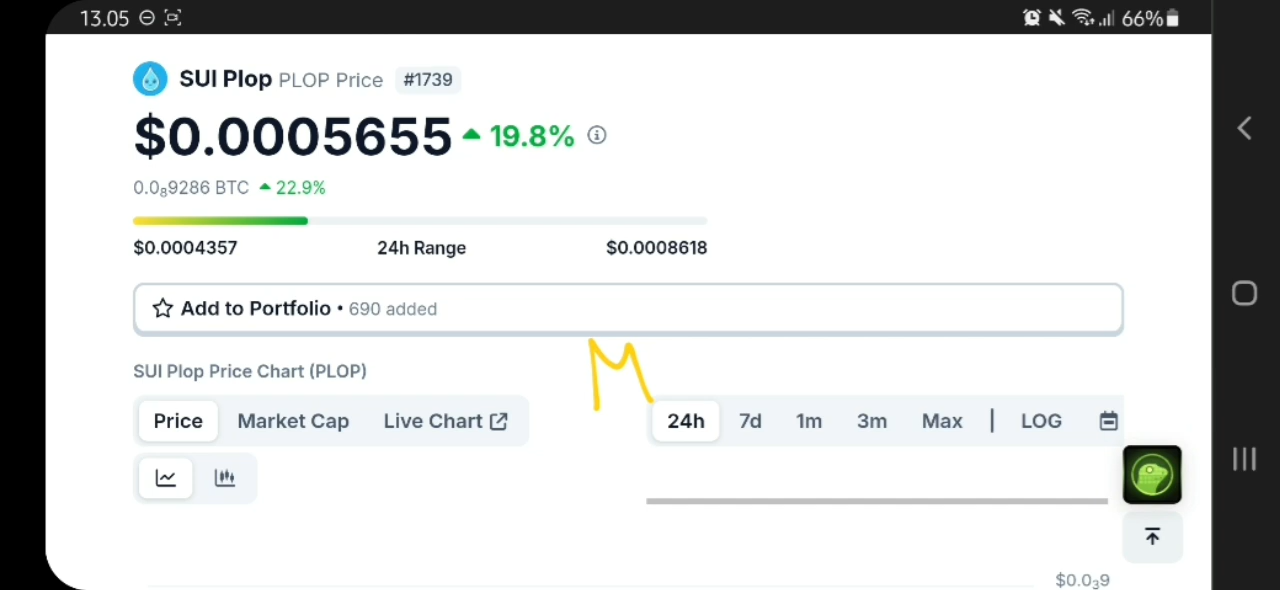 13.05 66%
SUI Plop PLOP Price #1739
$0.0005655 19.8%
0.0₈9286 BTC 22.9%
$0.0004357 24h Range $0.0008618
Add to Portfolio • 690 added
M
SUI Plop Price Chart (PLOP)
Price Market Cap Live Chart 24h 7d 1m 3m Max | LOG
$0.0₃9